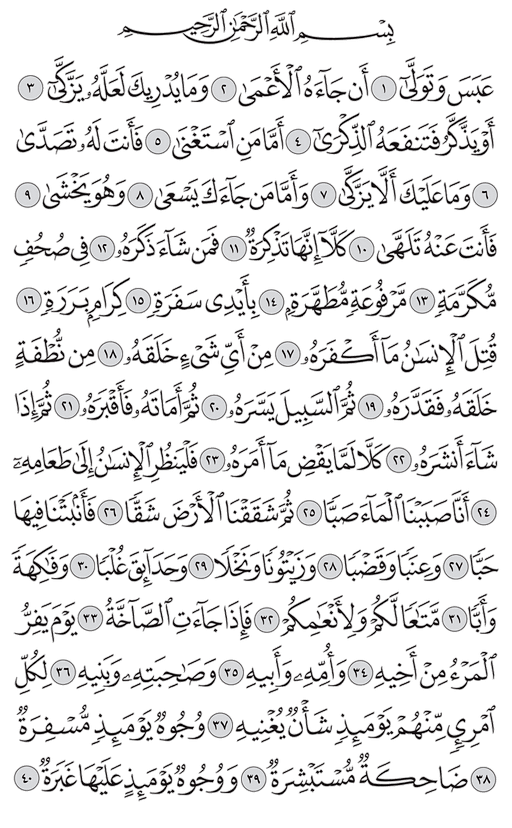 بِسْمِ ٱللَّهِ ٱلرَّحْمَٰنِ ٱلرَّحِيمِ
عَبَسَ وَتَوَلَّىٰٓ ١ أَن جَآءَهُ ٱلْأَعْمَىٰ ٢ وَمَا يُدْرِيكَ لَعَلَّهُۥ يَزَّكَّىٰٓ ٣
أَوْ يَذَّكَّرُ فَتَنفَعَهُ ٱلذِّكْرَىٰٓ ٤ أَمَّا مَنِ ٱسْتَغْنَىٰ ٥ فَأَنتَ لَهُۥ تَصَدَّىٰ
٦ وَمَا عَلَيْكَ أَلَّا يَزَّكَّىٰ ٧ وَأَمَّا مَن جَآءَكَ يَسْعَىٰ ٨ وَهُوَ يَخْشَىٰ ٩
فَأَنتَ عَنْهُ تَلَهَّىٰ ١٠ كَلَّآ إِنَّهَا تَذْكِرَةٌ ١١ فَمَن شَآءَ ذَكَرَهُۥ ١٢ فِى صُحُفٍ
مُّكَرَّمَةٍ ١٣ مَّرْفُوعَةٍ مُّطَهَّرَةٍۭ ١٤ بِأَيْدِى سَفَرَةٍ ١٥ كِرَامٍۭ بَرَرَةٍ ١٦
قُتِلَ ٱلْإِنسَٰنُ مَآ أَكْفَرَهُۥ ١٧ مِنْ أَىِّ شَىْءٍ خَلَقَهُۥ ١٨ مِن نُّطْفَةٍ
خَلَقَهُۥ فَقَدَّرَهُۥ ١٩ ثُمَّ ٱلسَّبِيلَ يَسَّرَهُۥ ٢٠ ثُمَّ أَمَاتَهُۥ فَأَقْبَرَهُۥ ٢١ ثُمَّ إِذَا
شَآءَ أَنشَرَهُۥ ٢٢ كَلَّا لَمَّا يَقْضِ مَآ أَمَرَهُۥ ٢٣ فَلْيَنظُرِ ٱلْإِنسَٰنُ إِلَىٰ طَعَامِهِۦٓ
٢٤ أَنَّا صَبَبْنَا ٱلْمَآءَ صَبًّا ٢٥ ثُمَّ شَقَقْنَا ٱلْأَرْضَ شَقًّا ٢٦ فَأَنۢبَتْنَا فِيهَا
حَبًّا ٢٧ وَعِنَبًا وَقَضْبًا ٢٨ وَزَيْتُونًا وَنَخْلًا ٢٩ وَحَدَآئِقَ غُلْبًا ٣٠ وَفَٰكِهَةً
وَأَبًّا ٣١ مَّتَٰعًا لَّكُمْ وَلِأَنْعَٰمِكُمْ ٣٢ فَإِذَا جَآءَتِ ٱلصَّآخَّةُ ٣٣ يَوْمَ يَفِرُّ
ٱلْمَرْءُ مِنْ أَخِيهِ ٣٤ وَأُمِّهِۦ وَأَبِيهِ ٣٥ وَصَٰحِبَتِهِۦ وَبَنِيهِ ٣٦ لِكُلِّ
ٱمْرِئٍ مِّنْهُمْ يَوْمَئِذٍ شَأْنٌ يُغْنِيهِ ٣٧ وُجُوهٌ يَوْمَئِذٍ مُّسْفِرَةٌ
٣٨ ضَاحِكَةٌ مُّسْتَبْشِرَةٌ ٣٩ وَوُجُوهٌ يَوْمَئِذٍ عَلَيْهَا غَبَرَةٌ ٤٠